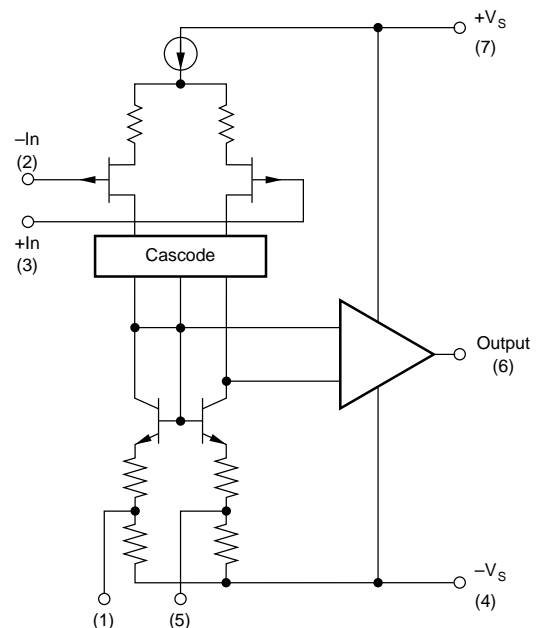 +V_S
(7)
–In
(2)
+In
(3)
Cascode
Output
(6)
–V_S
(4)
(1)
(5)